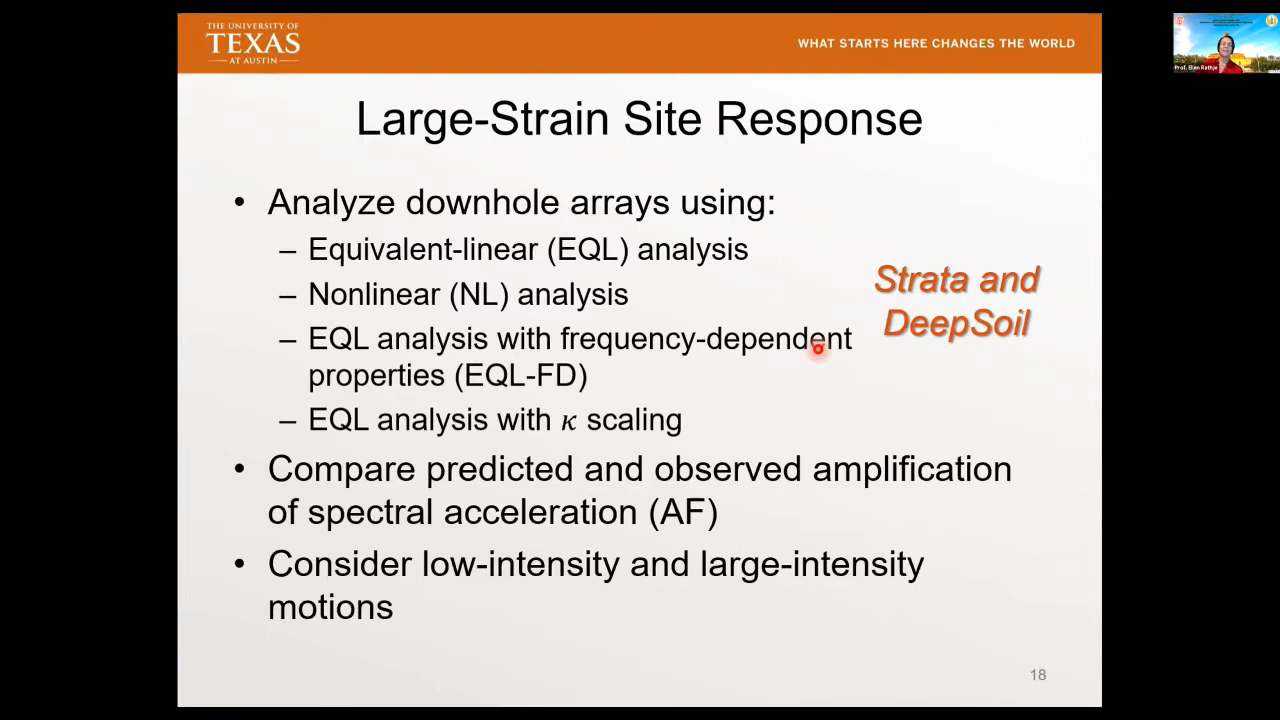 THE UNIVERSITY OF
TEXAS
AT AUSTIN
WHAT STARTS HERE CHANGES THE WORLD
Prof. Ellen Rathje
Large-Strain Site Response
• Analyze downhole arrays using:
– Equivalent-linear (EQL) analysis
– Nonlinear (NL) analysis
– EQL analysis with frequency-dependent
properties (EQL-FD)
– EQL analysis with κ scaling
Strata and
DeepSoil
• Compare predicted and observed amplification
of spectral acceleration (AF)
• Consider low-intensity and large-intensity
motions
18